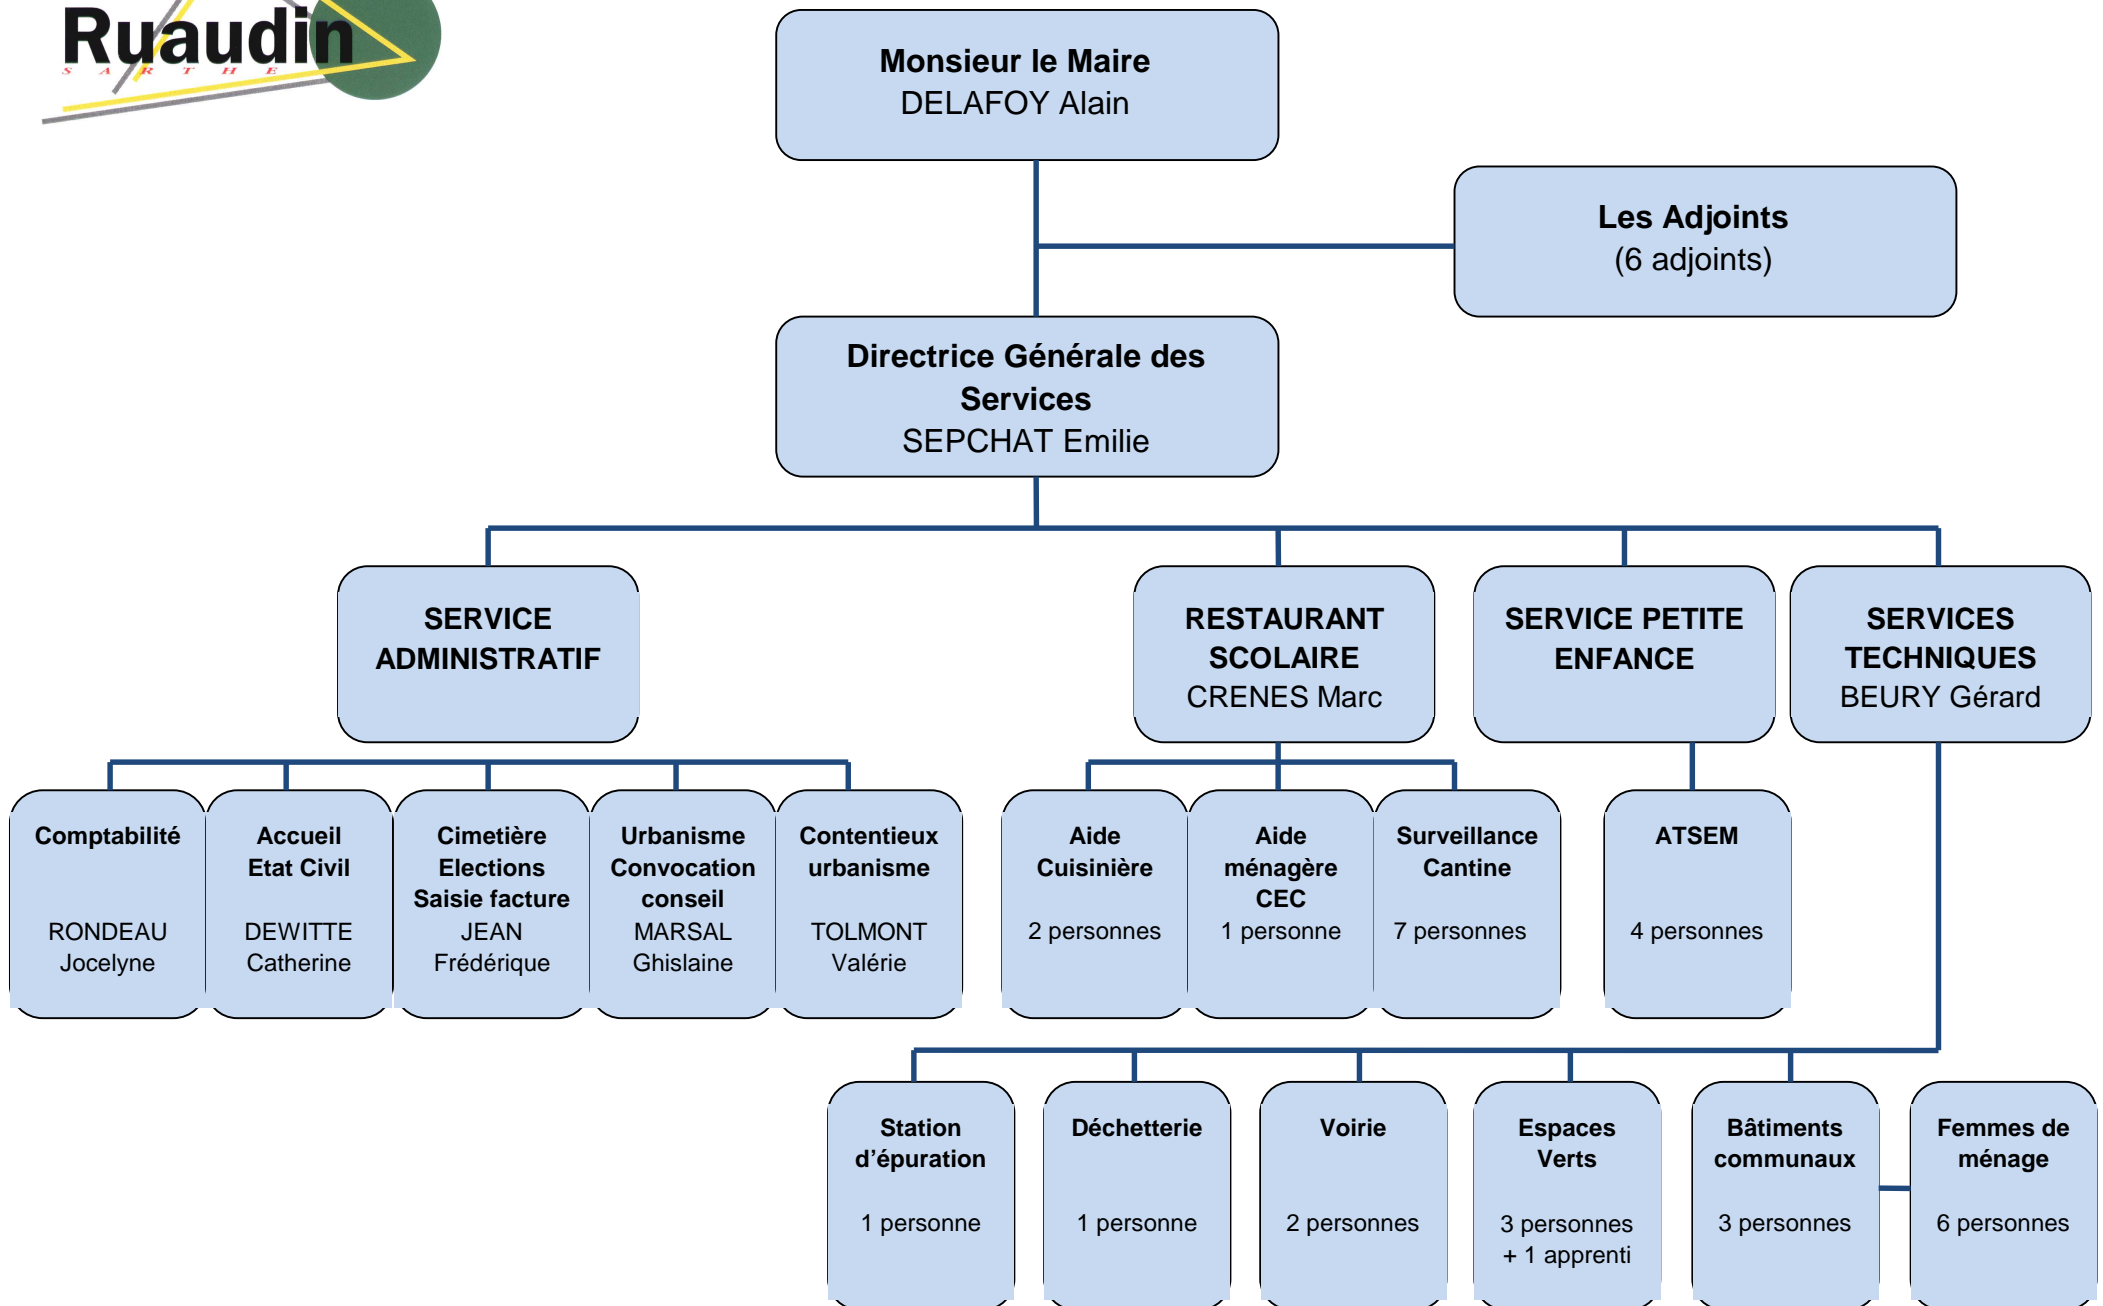 Ruaudin
SARTHE
Monsieur le Maire
DELAFOY Alain
Les Adjoints
(6 adjoints)
Directrice Générale des
Services
SEPCHAT Emilie
SERVICE
ADMINISTRATIF
RESTAURANT
SCOLAIRE
CRENES Marc
SERVICE PETITE
ENFANCE
SERVICES
TECHNIQUES
BEURY Gérard
Comptabilité
RONDEAU
Jocelyne
Accueil
Etat Civil
DEWITTE
Catherine
Cimetière
Elections
Saisie facture
JEAN
Frédérique
Urbanisme
Convocation
conseil
MARSAL
Ghislaine
Contentieux
urbanisme
TOLMONT
Valérie
Aide
Cuisinière
2 personnes
Aide
ménagère
CEC
1 personne
Surveillance
Cantine
7 personnes
ATSEM
4 personnes
Station
d'épuration
1 personne
Déchetterie
1 personne
Voirie
2 personnes
Espaces
Verts
3 personnes
+ 1 apprenti
Bâtiments
communaux
3 personnes
Femmes de
ménage
6 personnes